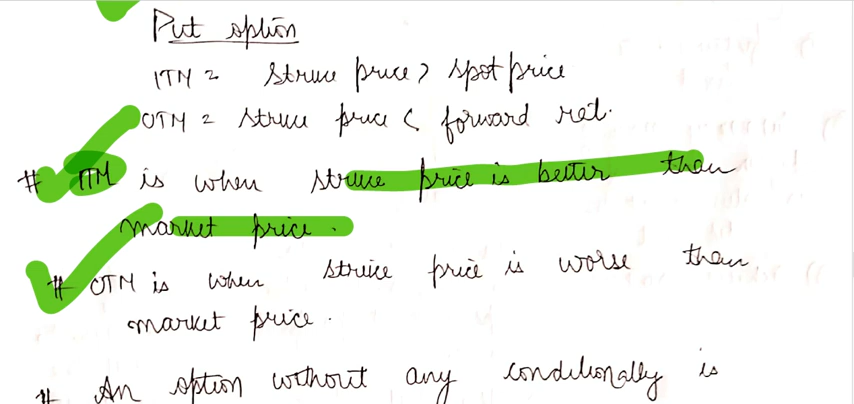 Put option
ITM = Strike price > spot price
OTM = strike price < forward rat.
# ITM is when strike price is better than
market price.
# OTM is when strike price is worse than
market price.
# An option without any conditionally is